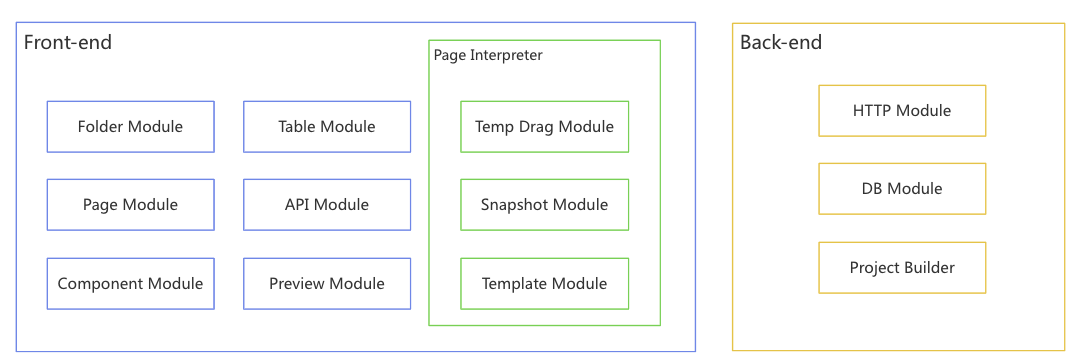 Front-end
Page Interpreter
Folder Module
Table Module
Temp Drag Module
Page Module
API Module
Snapshot Module
Component Module
Preview Module
Template Module
Back-end
HTTP Module
DB Module
Project Builder